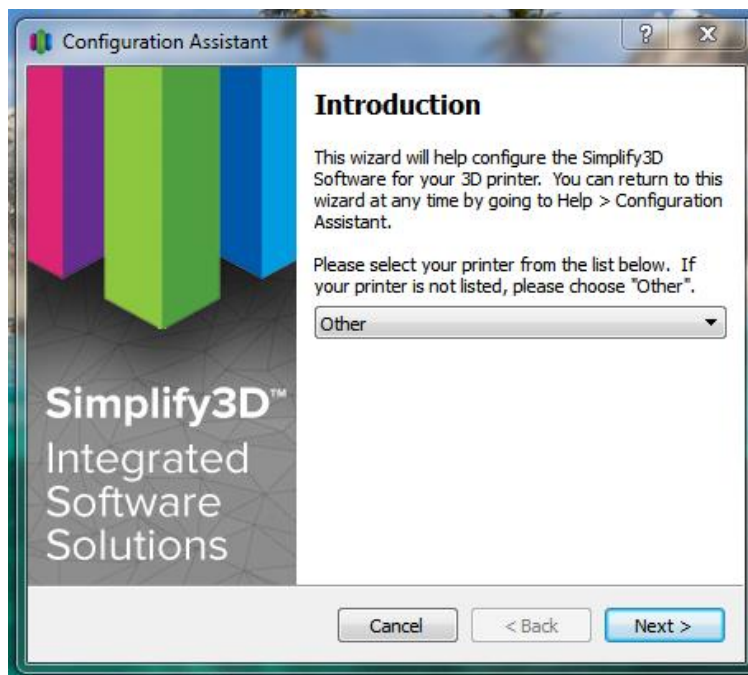 Configuration Assistant
Simplify3D™
Integrated
Software
Solutions
Introduction
This wizard will help configure the Simplify3D
Software for your 3D printer.  You can return to this
wizard at any time by going to Help > Configuration
Assistant.
Please select your printer from the list below.  If
your printer is not listed, please choose "Other".
Other
Cancel
< Back
Next >